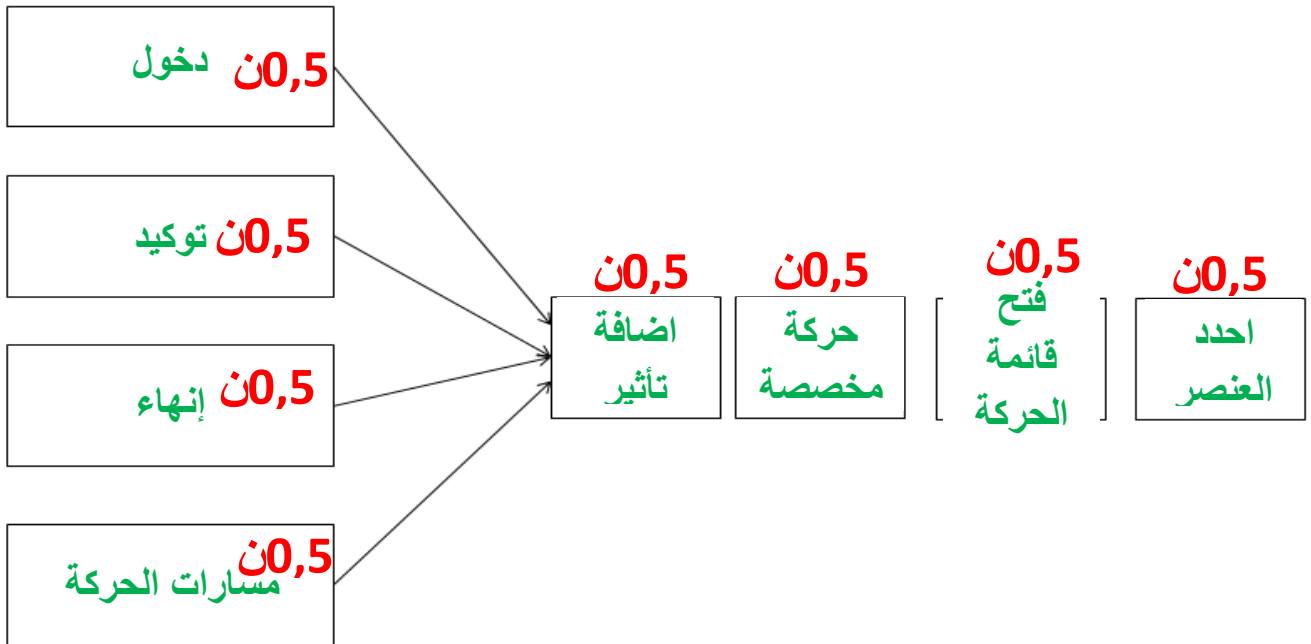 دخول 0,5ن
توكيد 0,5ن
إنهاء 0,5ن
مسارات الحركة 0,5ن
0,5ن
احدد
العنصر
0,5ن
فتح
قائمة
الحركة
0,5ن
حركة
مخصصة
0,5ن
اضافة
تأثير